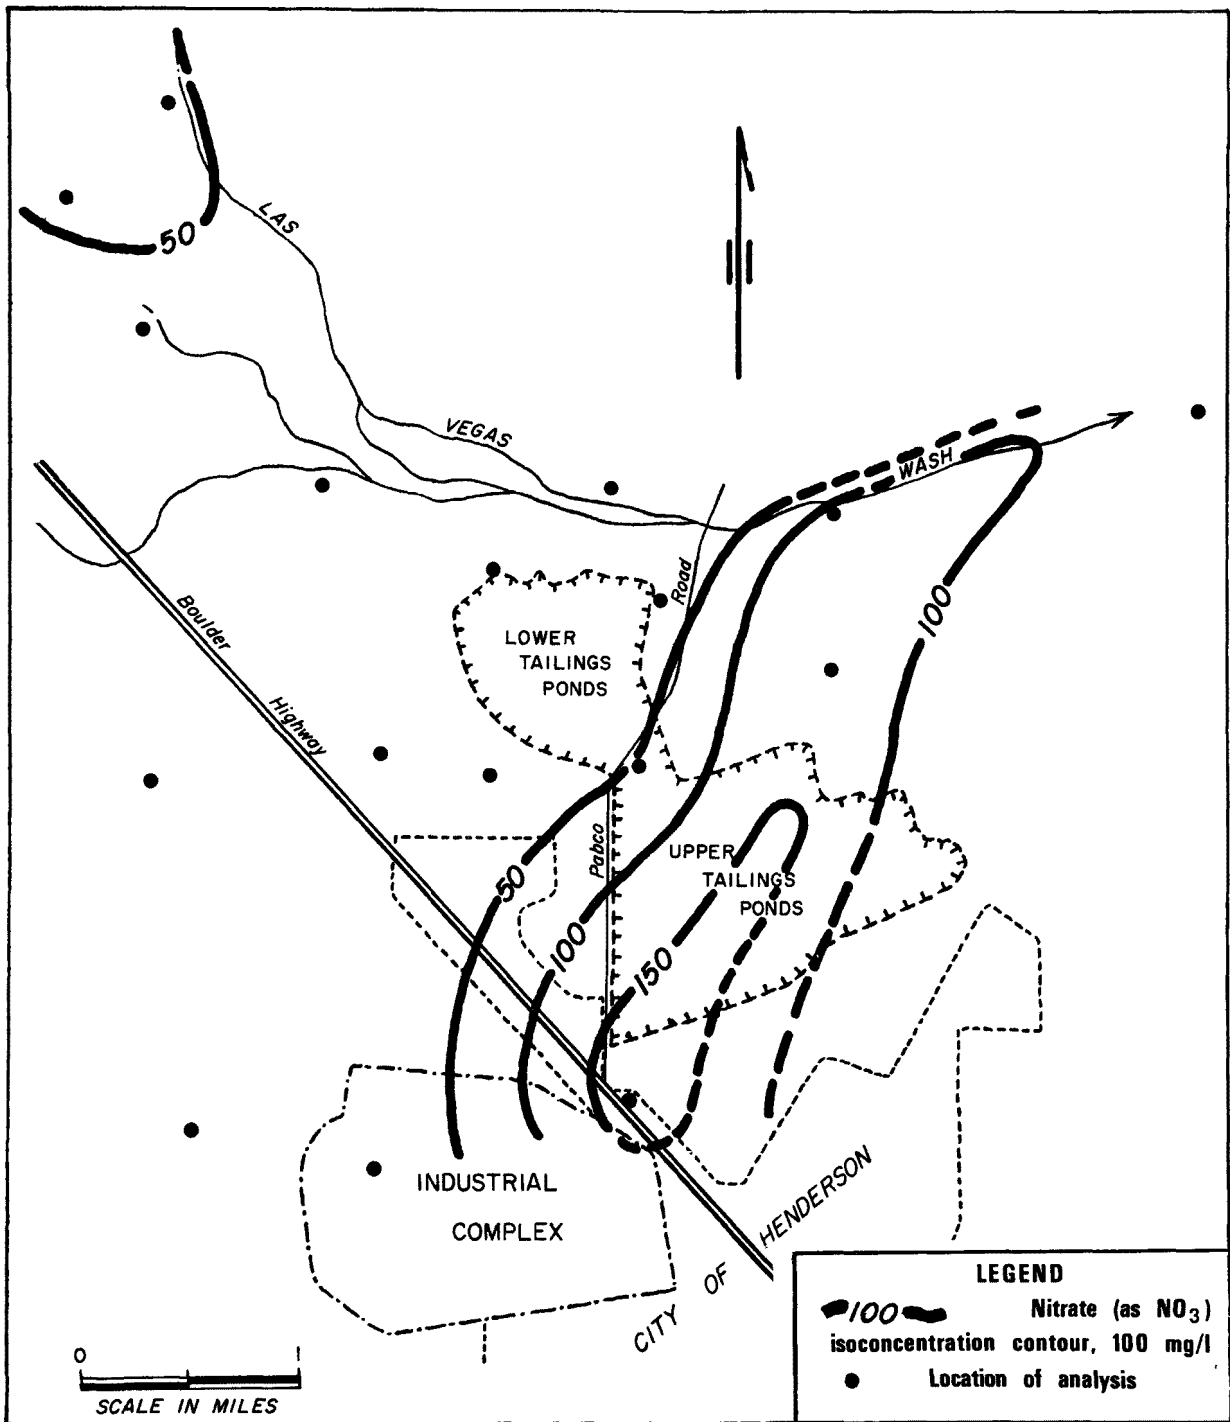 50
LAS
VEGAS
WASH
Boulder
Highway
Road
LOWER
TAILINGS
PONDS
100
Pabco
UPPER
TAILINGS
PONDS
50
100
150
INDUSTRIAL
COMPLEX
CITY OF HENDERSON
0 1
SCALE IN MILES
LEGEND
100 Nitrate (as NO₃)
isoconcentration contour, 100 mg/l
Location of analysis